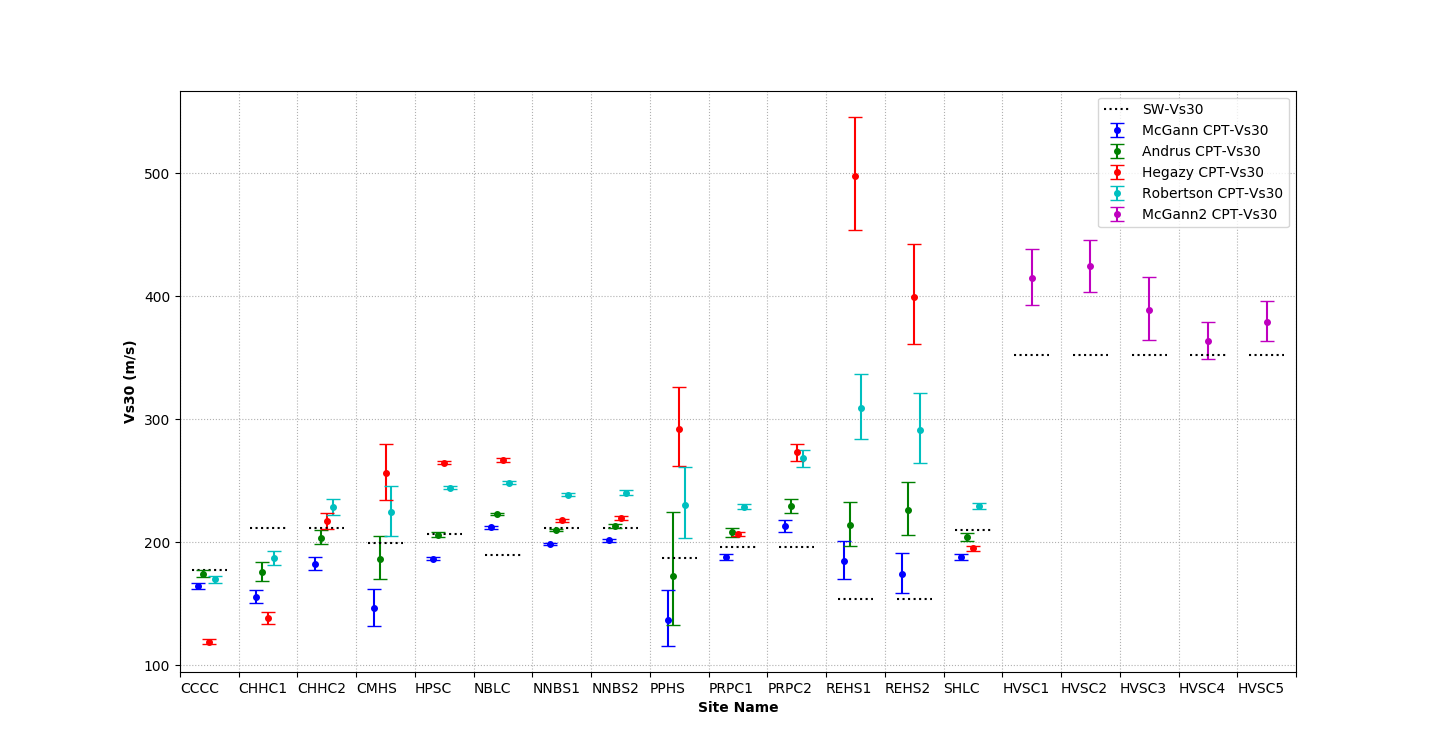 SW-Vs30
McGann CPT-Vs30
Andrus CPT-Vs30
Hegazy CPT-Vs30
Robertson CPT-Vs30
McGann2 CPT-Vs30
500
400
300
200
100
Vs30 (m/s)
CCCC CHHC1 CHHC2 CMHS HPSC NBLC NNBS1 NNBS2 PPHS PRPC1 PRPC2 REHS1 REHS2 SHLC HVSC1 HVSC2 HVSC3 HVSC4 HVSC5
Site Name